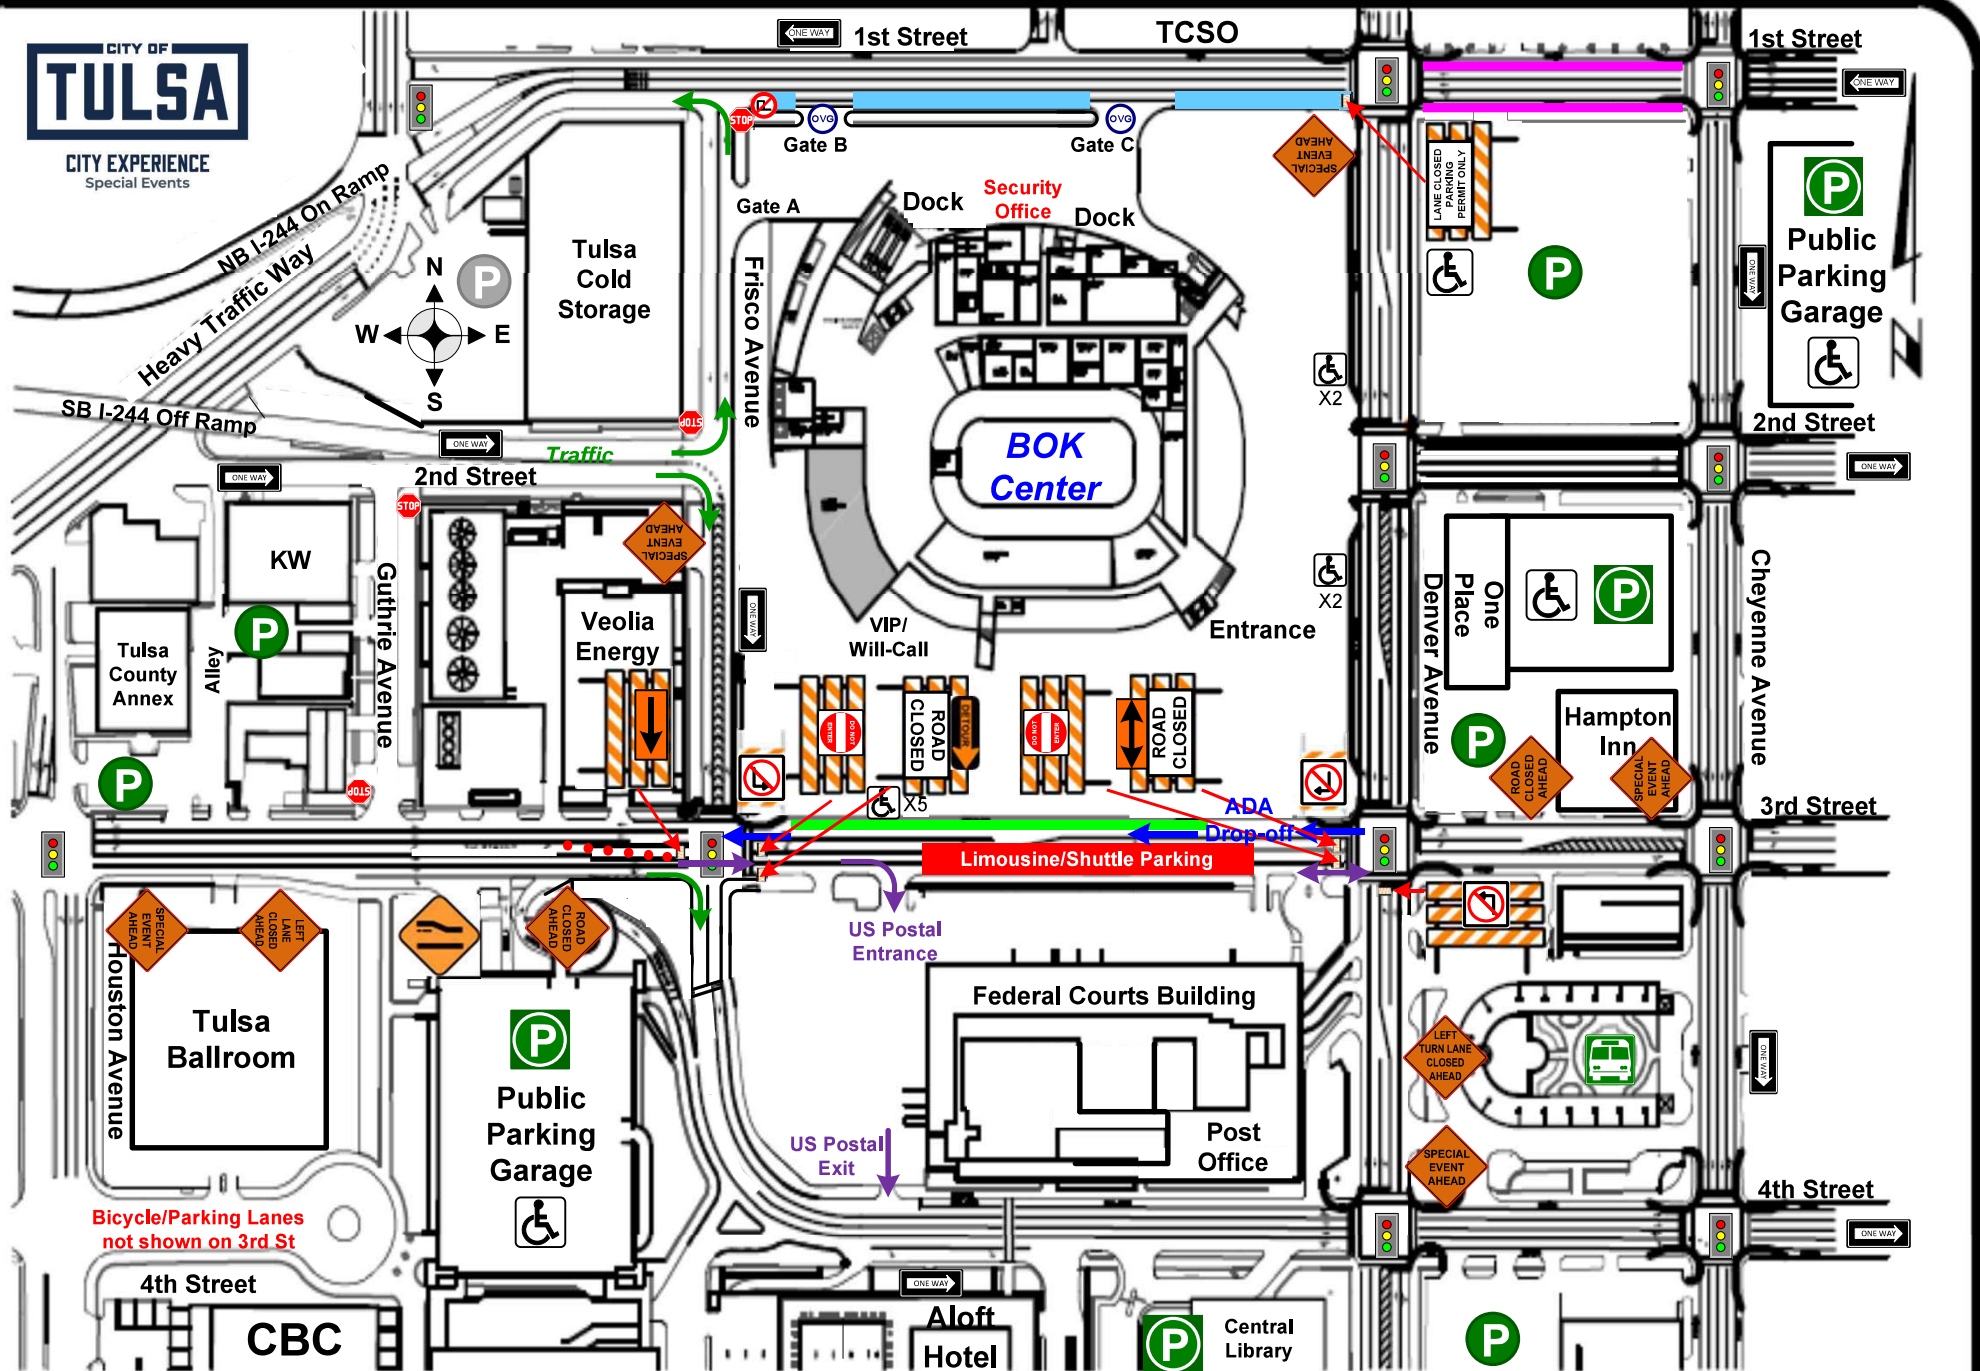 CITY OF
TULSA
CITY EXPERIENCE
Special Events
ONE WAY
1st Street
TCSO
1st Street
ONE WAY
STOP
OVG
OVG
Gate B
Gate C
SPECIAL
EVENT
AHEAD
LANE CLOSED
PARKING
PERMIT ONLY
P
Public
Parking
Garage
NB I-244 On Ramp
Heavy Traffic Way
SB I-244 Off Ramp
N
W
E
S
P
Tulsa
Cold
Storage
Gate A
Frisco Avenue
Dock
Security
Office
Dock
P
ONE WAY
X2
2nd Street
STOP
ONE WAY
Traffic
2nd Street
ONE WAY
BOK
Center
ONE WAY
STOP
KW
P
Guthrie Avenue
Alley
SPECIAL
EVENT
AHEAD
Veolia
Energy
ONE WAY
VIP/
Will-Call
Entrance
X2
Denver Avenue
One
Place
P
Cheyenne Avenue
Tulsa
County
Annex
P
STOP
DO NOT
ENTER
ROAD
CLOSED
DETOUR
DO NOT
ENTER
ROAD
CLOSED
P
Hampton
Inn
ROAD
CLOSED
AHEAD
SPECIAL
EVENT
AHEAD
X5
ADA
Drop-off
3rd Street
Limousine/Shuttle Parking
SPECIAL
EVENT
AHEAD
LEFT
LANE
CLOSED
AHEAD
ROAD
CLOSED
AHEAD
Houston Avenue
US Postal
Entrance
Tulsa
Ballroom
P
Public
Parking
Garage
Federal Courts Building
LEFT
TURN LANE
CLOSED
AHEAD
ONE WAY
US Postal
Exit
Post
Office
SPECIAL
EVENT
AHEAD
4th Street
Bicycle/Parking Lanes
not shown on 3rd St
ONE WAY
4th Street
ONE WAY
CBC
Aloft
Hotel
P
Central
Library
P